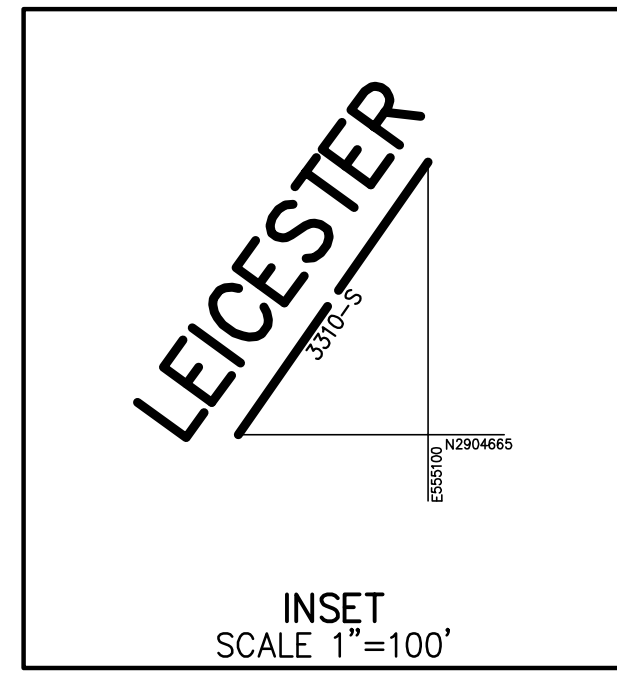 LEICESTER
3310-S
N2904665
E555100
INSET
SCALE 1"=100'